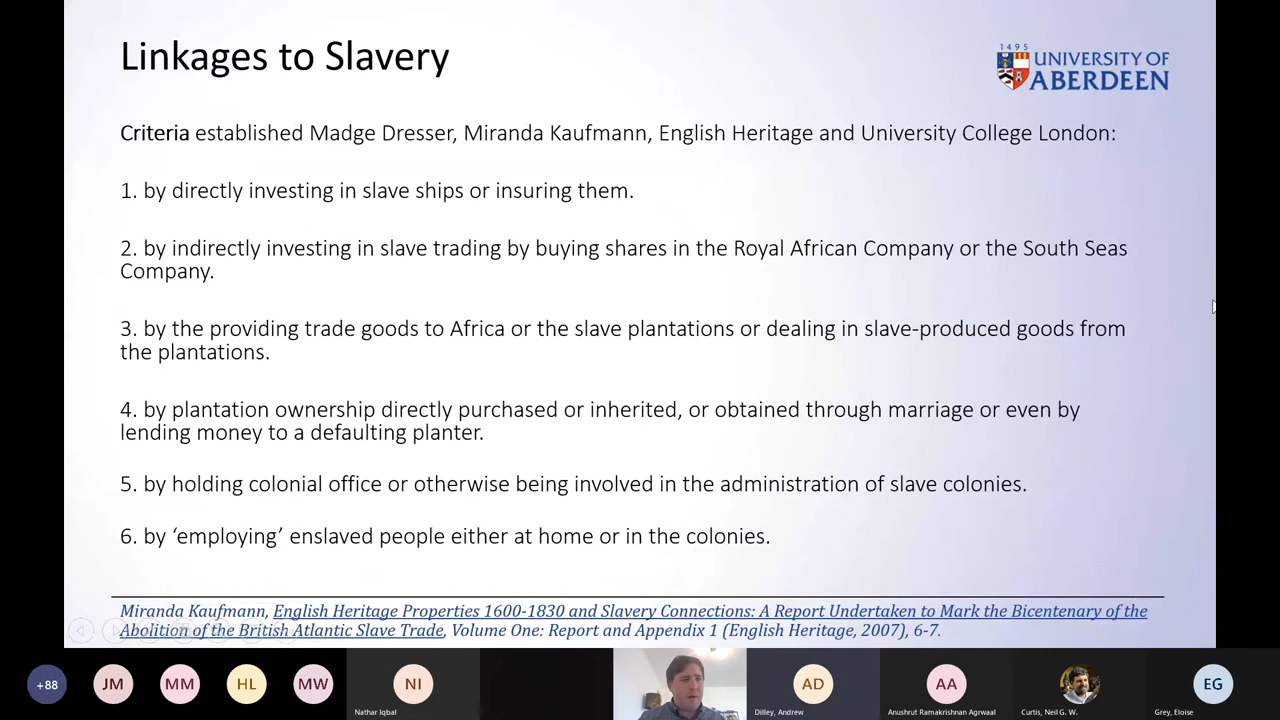 Linkages to Slavery
1495
UNIVERSITY OF
ABERDEEN
Criteria established Madge Dresser, Miranda Kaufmann, English Heritage and University College London:
1. by directly investing in slave ships or insuring them.
2. by indirectly investing in slave trading by buying shares in the Royal African Company or the South Seas
Company.
3. by the providing trade goods to Africa or the slave plantations or dealing in slave-produced goods from
the plantations.
4. by plantation ownership directly purchased or inherited, or obtained through marriage or even by
lending money to a defaulting planter.
5. by holding colonial office or otherwise being involved in the administration of slave colonies.
6. by ‘employing’ enslaved people either at home or in the colonies.
Miranda Kaufmann, English Heritage Properties 1600-1830 and Slavery Connections: A Report Undertaken to Mark the Bicentenary of the
Abolition of the British Atlantic Slave Trade, Volume One: Report and Appendix 1 (English Heritage, 2007), 6-7.
+88 JM MM HL MW NI AD AA EG
Nathar Iqbal Dilley, Andrew Anushrut Ramakrishnan Agrwaal Curtis, Neil G. W. Grey, Eloise